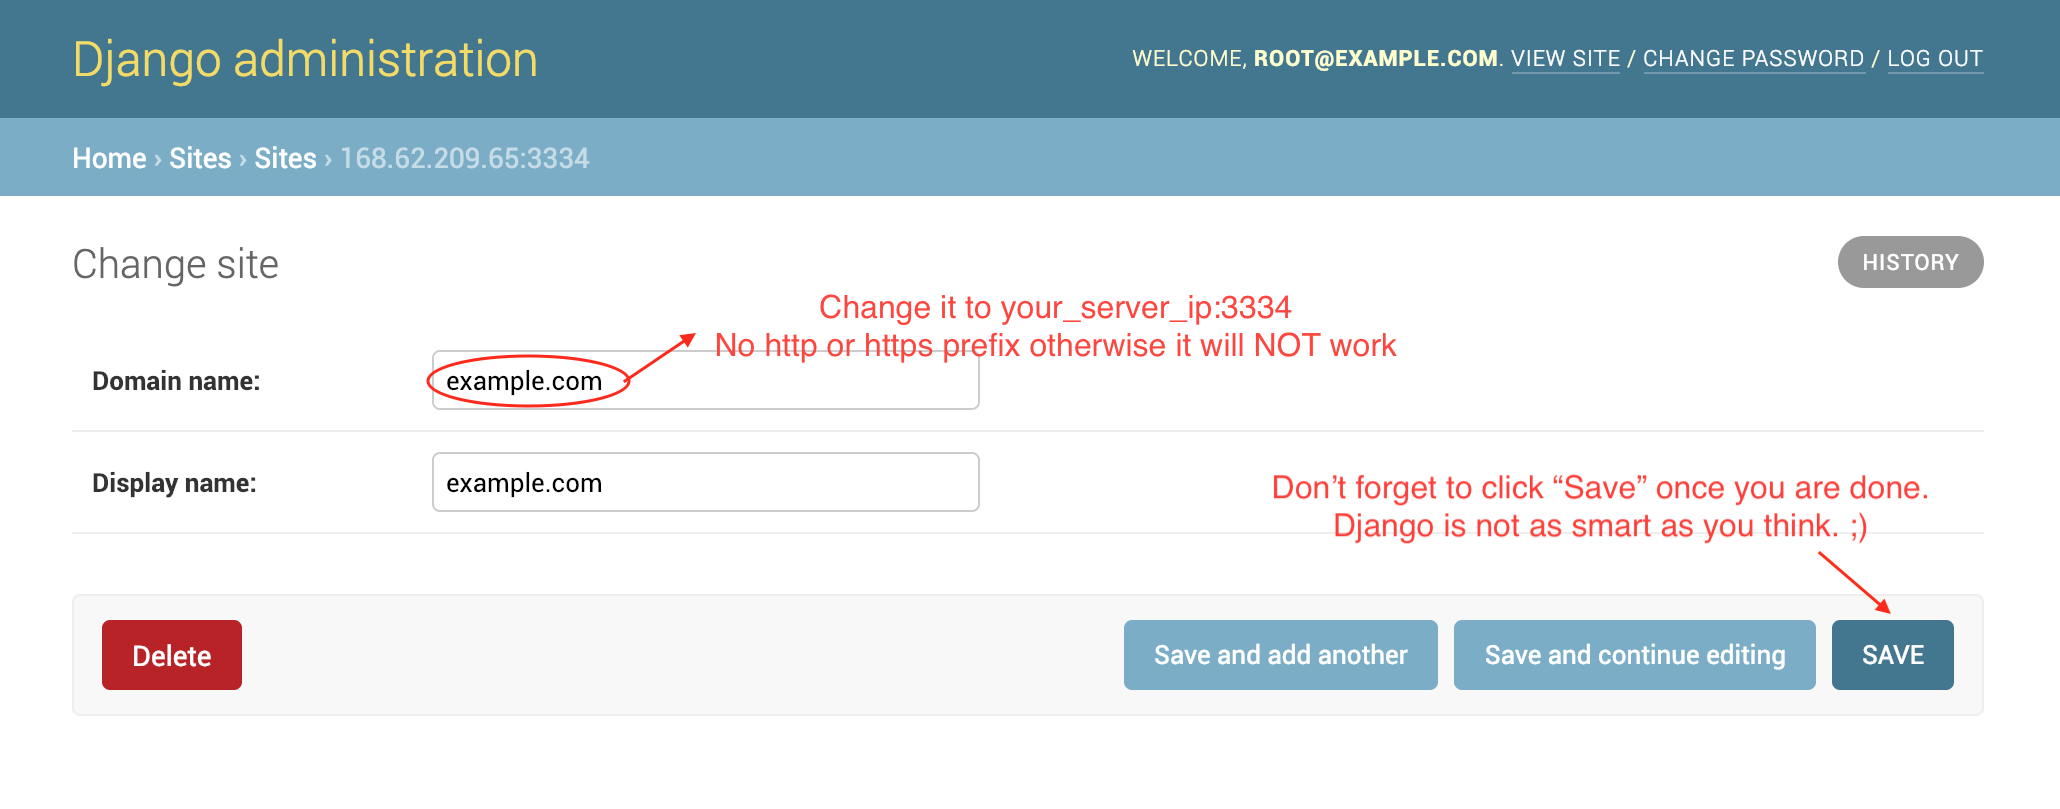 Django administration
WELCOME, ROOT@EXAMPLE.COM. VIEW SITE / CHANGE PASSWORD / LOG OUT
Home › Sites › Sites › 168.62.209.65:3334
Change site
HISTORY
Change it to your_server_ip:3334
No http or https prefix otherwise it will NOT work
Domain name:
example.com
Display name:
example.com
Don’t forget to click “Save” once you are done.
Django is not as smart as you think. ;)
Delete
Save and add another
Save and continue editing
SAVE